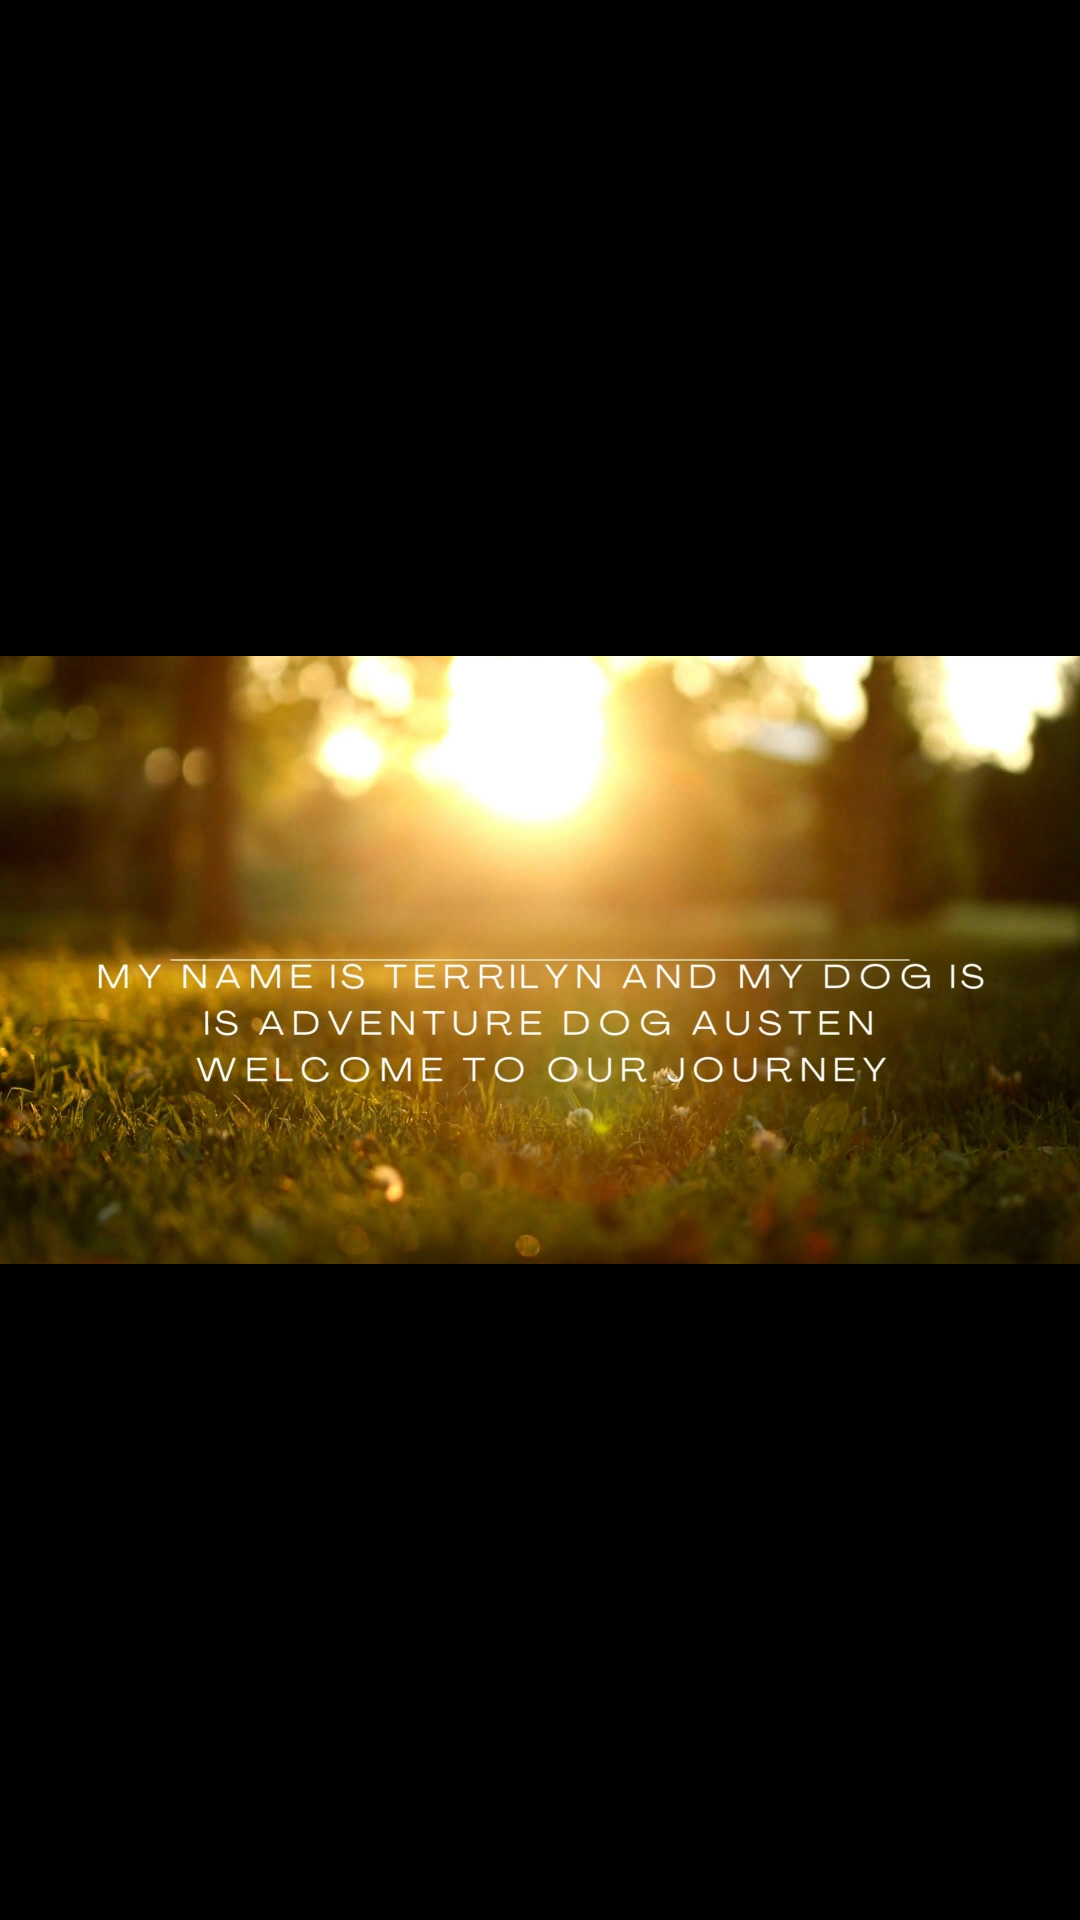 MY NAME IS TERRILYN AND MY DOG IS
IS ADVENTURE DOG AUSTEN
WELCOME TO OUR JOURNEY